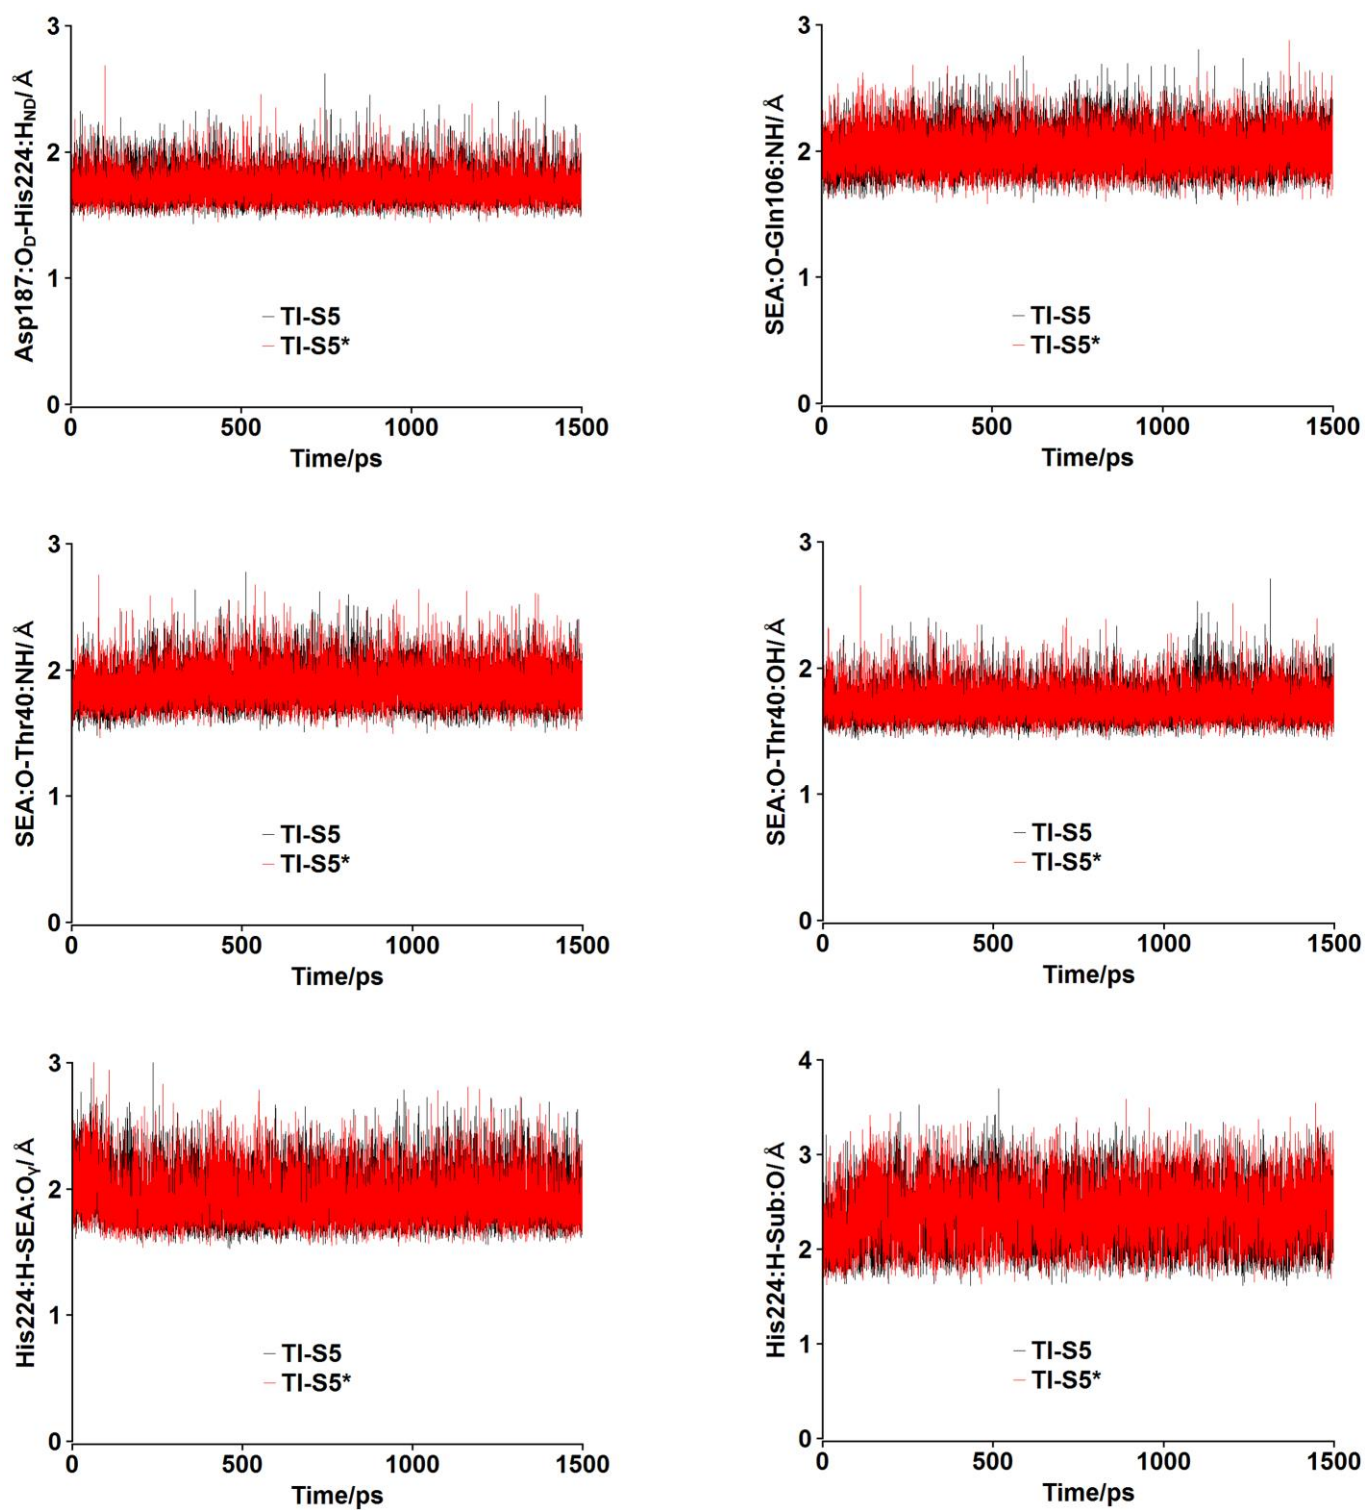 Asp187:O_D-His224:H_ND/ Å
3
2
1
0
TI-S5
TI-S5*
0 500 1000 1500
Time/ps
SEA:O-Gln106:NH/ Å
3
2
1
0
TI-S5
TI-S5*
0 500 1000 1500
Time/ps
SEA:O-Thr40:NH/ Å
3
2
1
0
TI-S5
TI-S5*
0 500 1000 1500
Time/ps
SEA:O-Thr40:OH/ Å
3
2
1
0
TI-S5
TI-S5*
0 500 1000 1500
Time/ps
His224:H-SEA:Oγ/ Å
3
2
1
0
TI-S5
TI-S5*
0 500 1000 1500
Time/ps
His224:H-Sub:O/ Å
4
3
2
1
0
TI-S5
TI-S5*
0 500 1000 1500
Time/ps